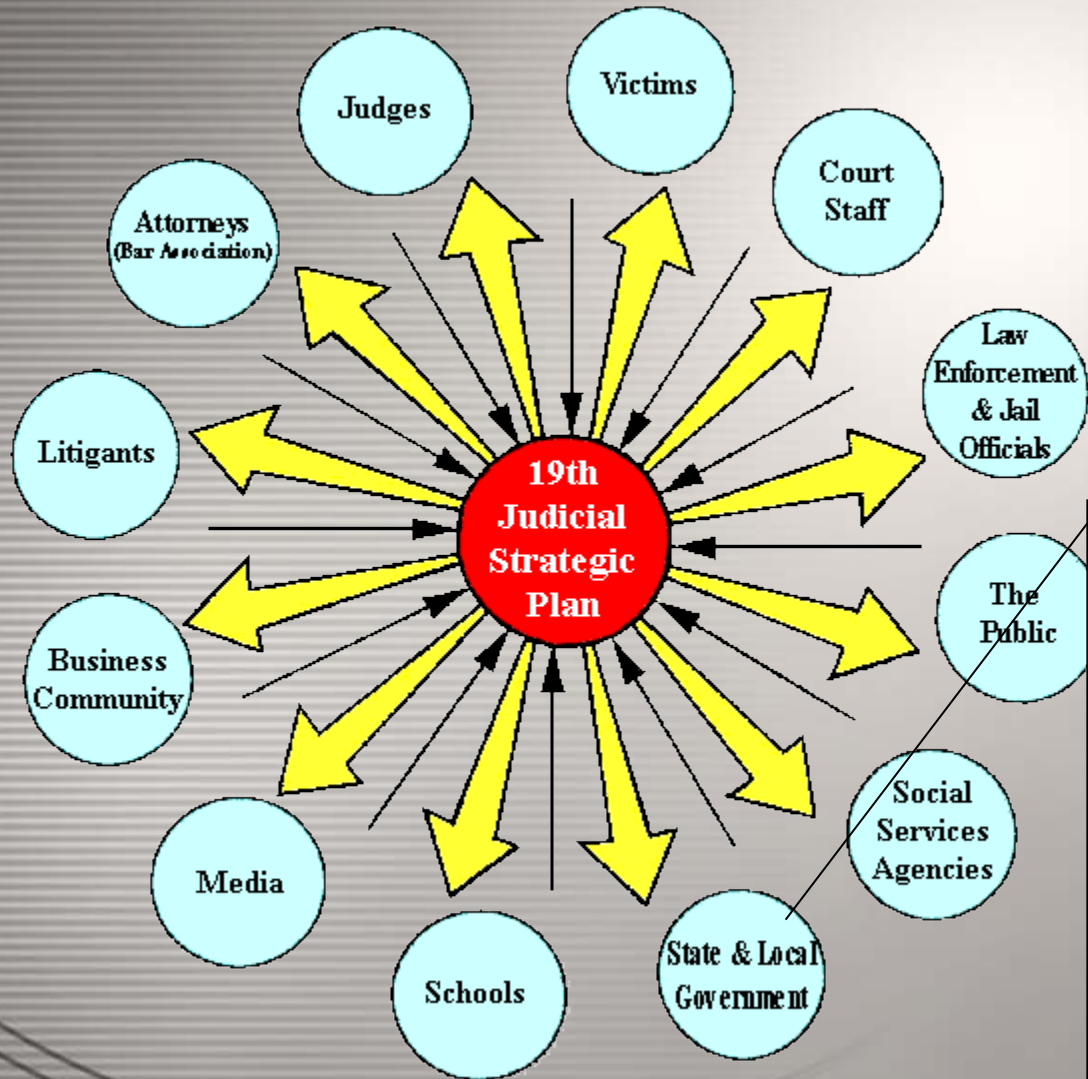 Victims
Judges
Court
Staff
Attorneys
(Bar Association)
Law
Enforcement
& Jail
Officials
Litigants
19th
Judicial
Strategic
Plan
The
Public
Business
Community
Social
Services
Agencies
Media
State & Local
Government
Schools